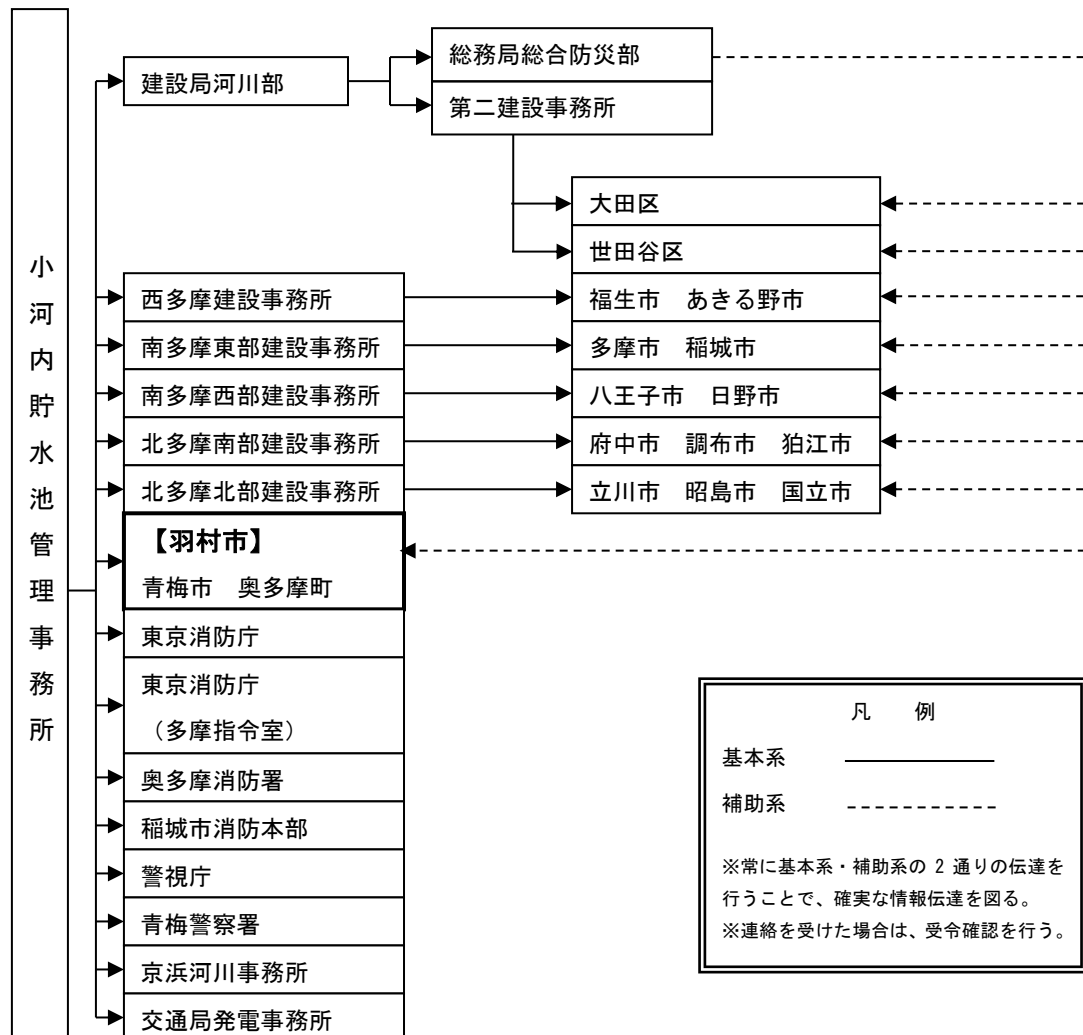 小河内貯水池管理事務所
建設局河川部
総務局総合防災部
第二建設事務所
大田区
世田谷区
西多摩建設事務所
福生市　あきる野市
南多摩東部建設事務所
多摩市　稲城市
南多摩西部建設事務所
八王子市　日野市
北多摩南部建設事務所
府中市　調布市　狛江市
北多摩北部建設事務所
立川市　昭島市　国立市
【羽村市】
青梅市　奥多摩町
東京消防庁
東京消防庁
（多摩指令室）
奥多摩消防署
稲城市消防本部
警視庁
青梅警察署
京浜河川事務所
交通局発電事務所
凡　例
基本系
補助系
※常に基本系・補助系の 2 通りの伝達を
行うことで、確実な情報伝達を図る。
※連絡を受けた場合は、受令確認を行う。